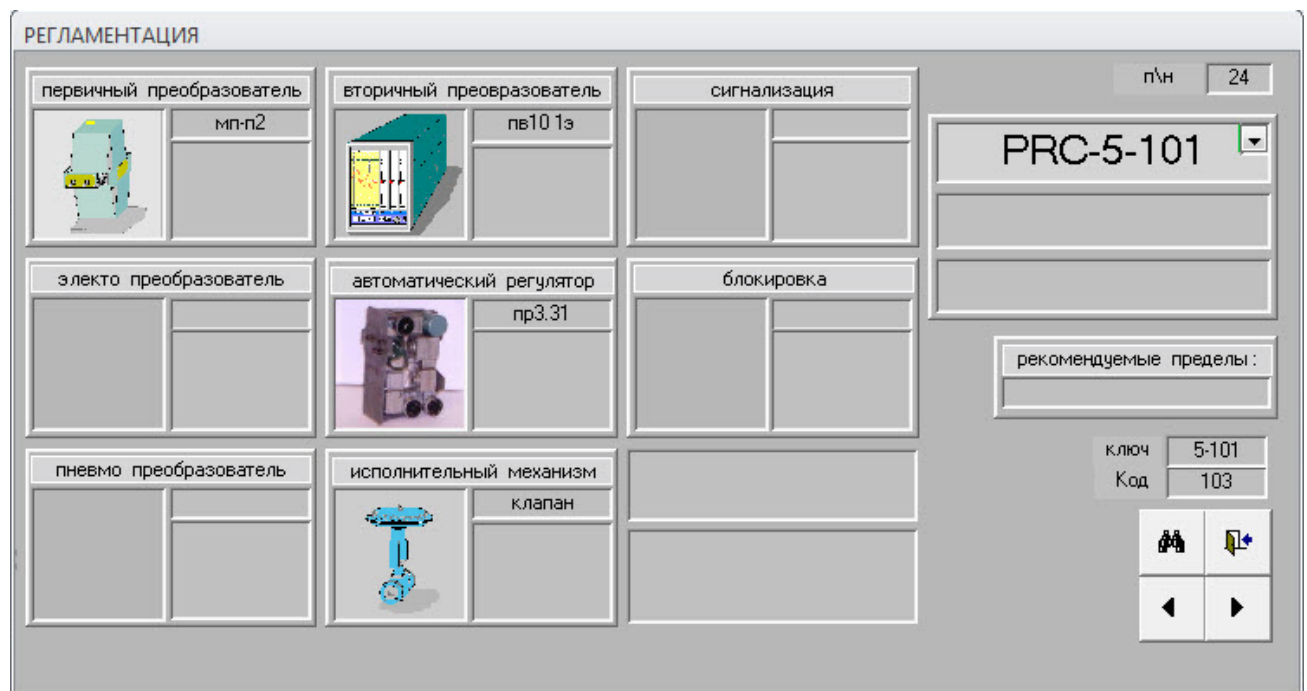 РЕГЛАМЕНТАЦИЯ
первичный преобразователь
мп-п2
вторичный преовразователь
пв10 1э
сигнализация
п\н 24
PRC-5-101
электо преобразователь
автоматический регулятор
пр3.31
блокировка
рекомендуемые пределы:
пневмо преобразователь
исполнительный механизм
клапан
ключ 5-101
Код 103